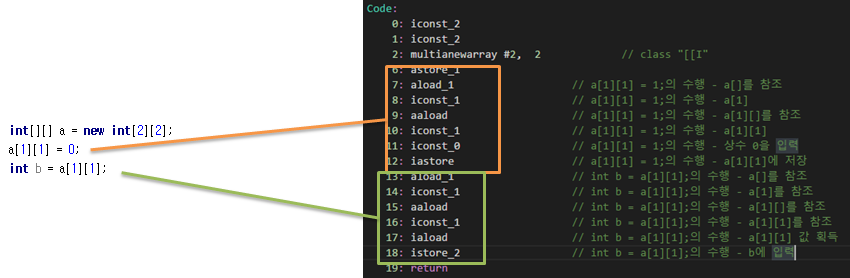 int[][] a = new int[2][2];
a[1][1] = 0;
int b = a[1][1];
Code:
0: iconst_2
1: iconst_2
2: multianewarray #2,  2 // class "[[I"
6: astore_1
7: aload_1 // a[1][1] = 1;의 수행 - a[]를 참조
8: iconst_1 // a[1][1] = 1;의 수행 - a[1]
9: aaload // a[1][1] = 1;의 수행 - a[1][]를 참조
10: iconst_1 // a[1][1] = 1;의 수행 - a[1][1]
11: iconst_0 // a[1][1] = 1;의 수행 - 상수 0을 입력
12: iastore // a[1][1] = 1;의 수행 - a[1][1]에 저장
13: aload_1 // int b = a[1][1];의 수행 - a[]를 참조
14: iconst_1 // int b = a[1][1];의 수행 - a[1]를 참조
15: aaload // int b = a[1][1];의 수행 - a[1][]를 참조
16: iconst_1 // int b = a[1][1];의 수행 - a[1][1]를 참조
17: iaload // int b = a[1][1];의 수행 - a[1][1] 값 획득
18: istore_2 // int b = a[1][1];의 수행 - b에 입력
19: return